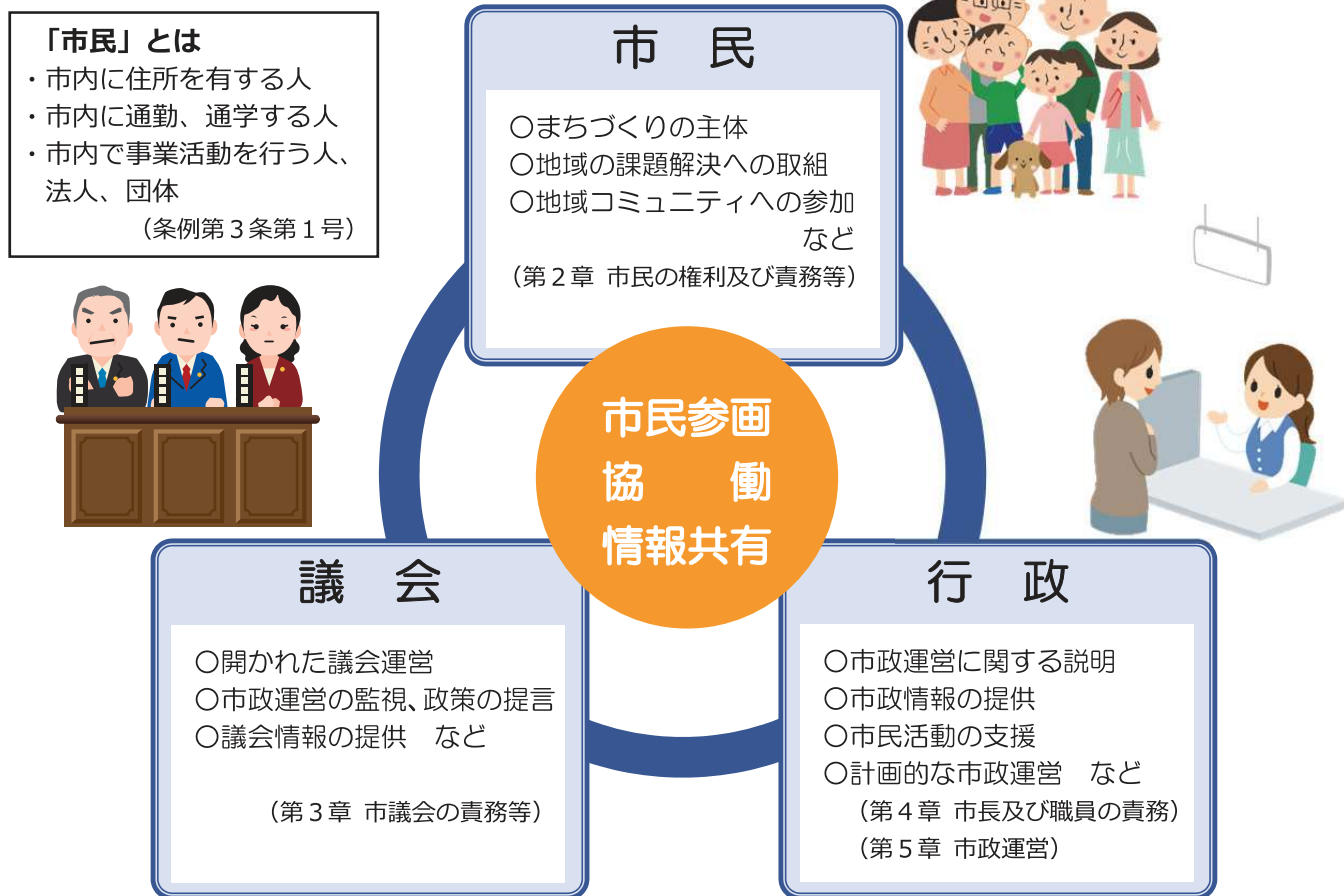 「市民」とは
・市内に住所を有する人
・市内に通勤、通学する人
・市内で事業活動を行う人、
法人、団体
（条例第３条第１号）
市　民
○まちづくりの主体
○地域の課題解決への取組
○地域コミュニティへの参加
など
（第２章 市民の権利及び責務等）
市民参画
協　働
情報共有
議　会
○開かれた議会運営
○市政運営の監視、政策の提言
○議会情報の提供　など
（第３章 市議会の責務等）
行　政
○市政運営に関する説明
○市政情報の提供
○市民活動の支援
○計画的な市政運営　など
（第４章 市長及び職員の責務）
（第５章 市政運営）